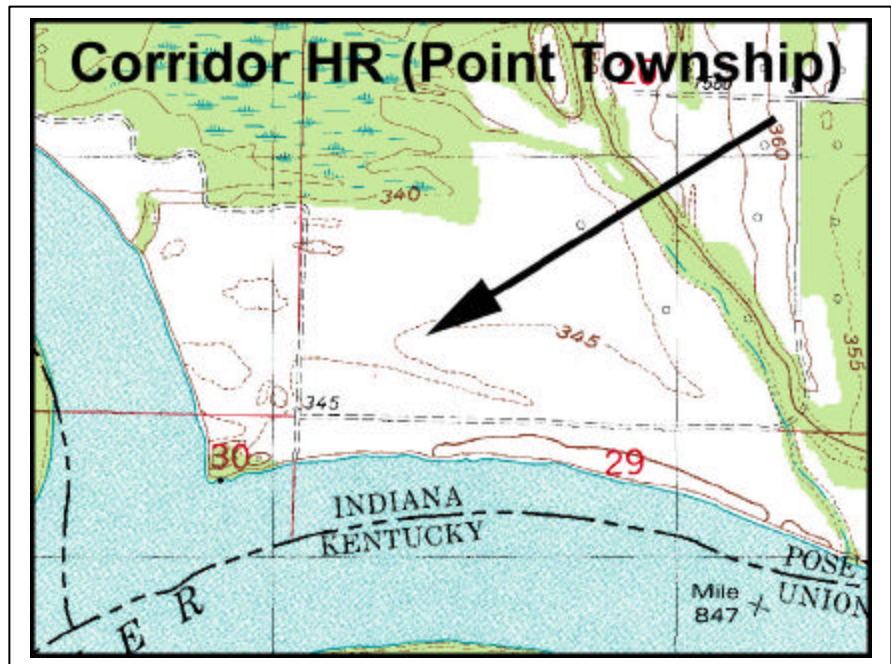 Corridor HR (Point Township)
360
340
345
355
345
30
29
INDIANA
KENTUCKY
POSE
UNION
Mile
847
E R